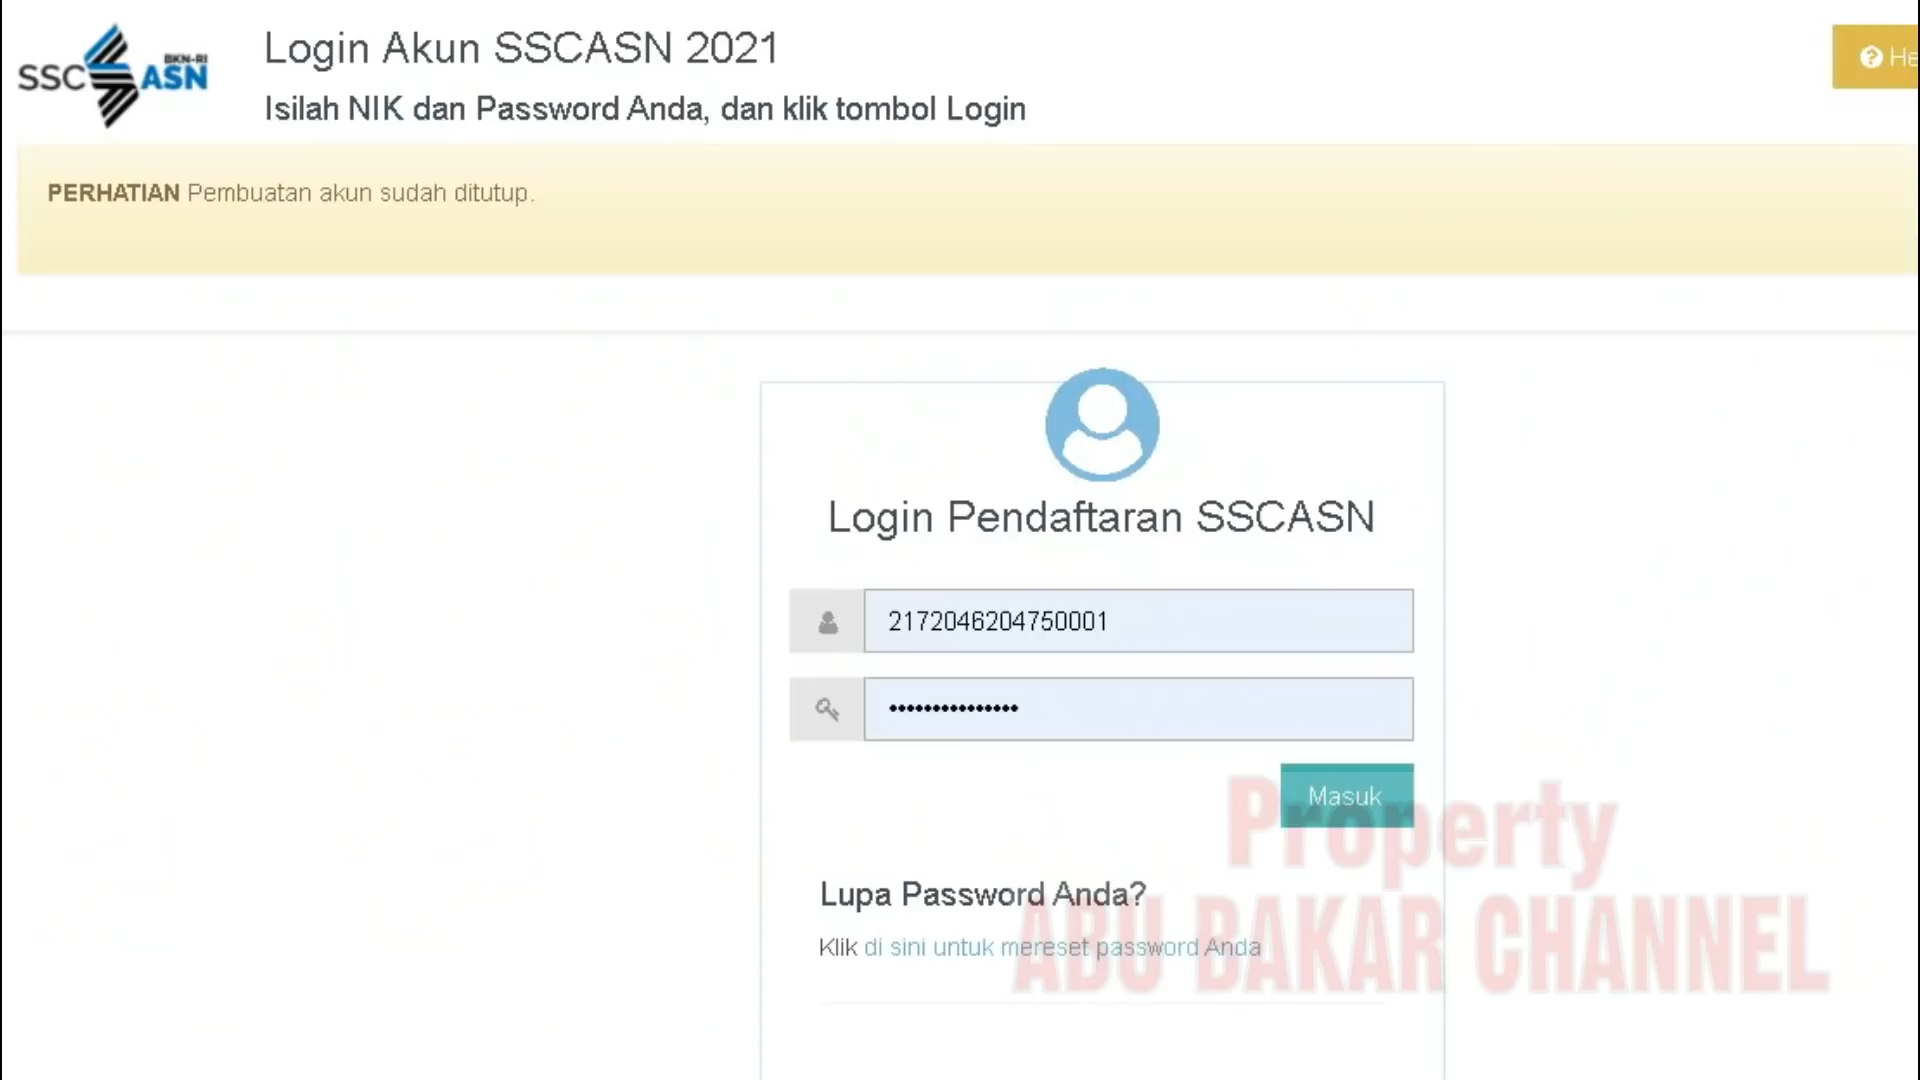 SSC ASN
BKN-RI
Login Akun SSCASN 2021
Isilah NIK dan Password Anda, dan klik tombol Login
PERHATIAN Pembuatan akun sudah ditutup.
Login Pendaftaran SSCASN
2172046204750001
•••••••••••••••
Masuk
Lupa Password Anda?
Klik di sini untuk mereset password Anda
Property
ABU BAKAR CHANNEL